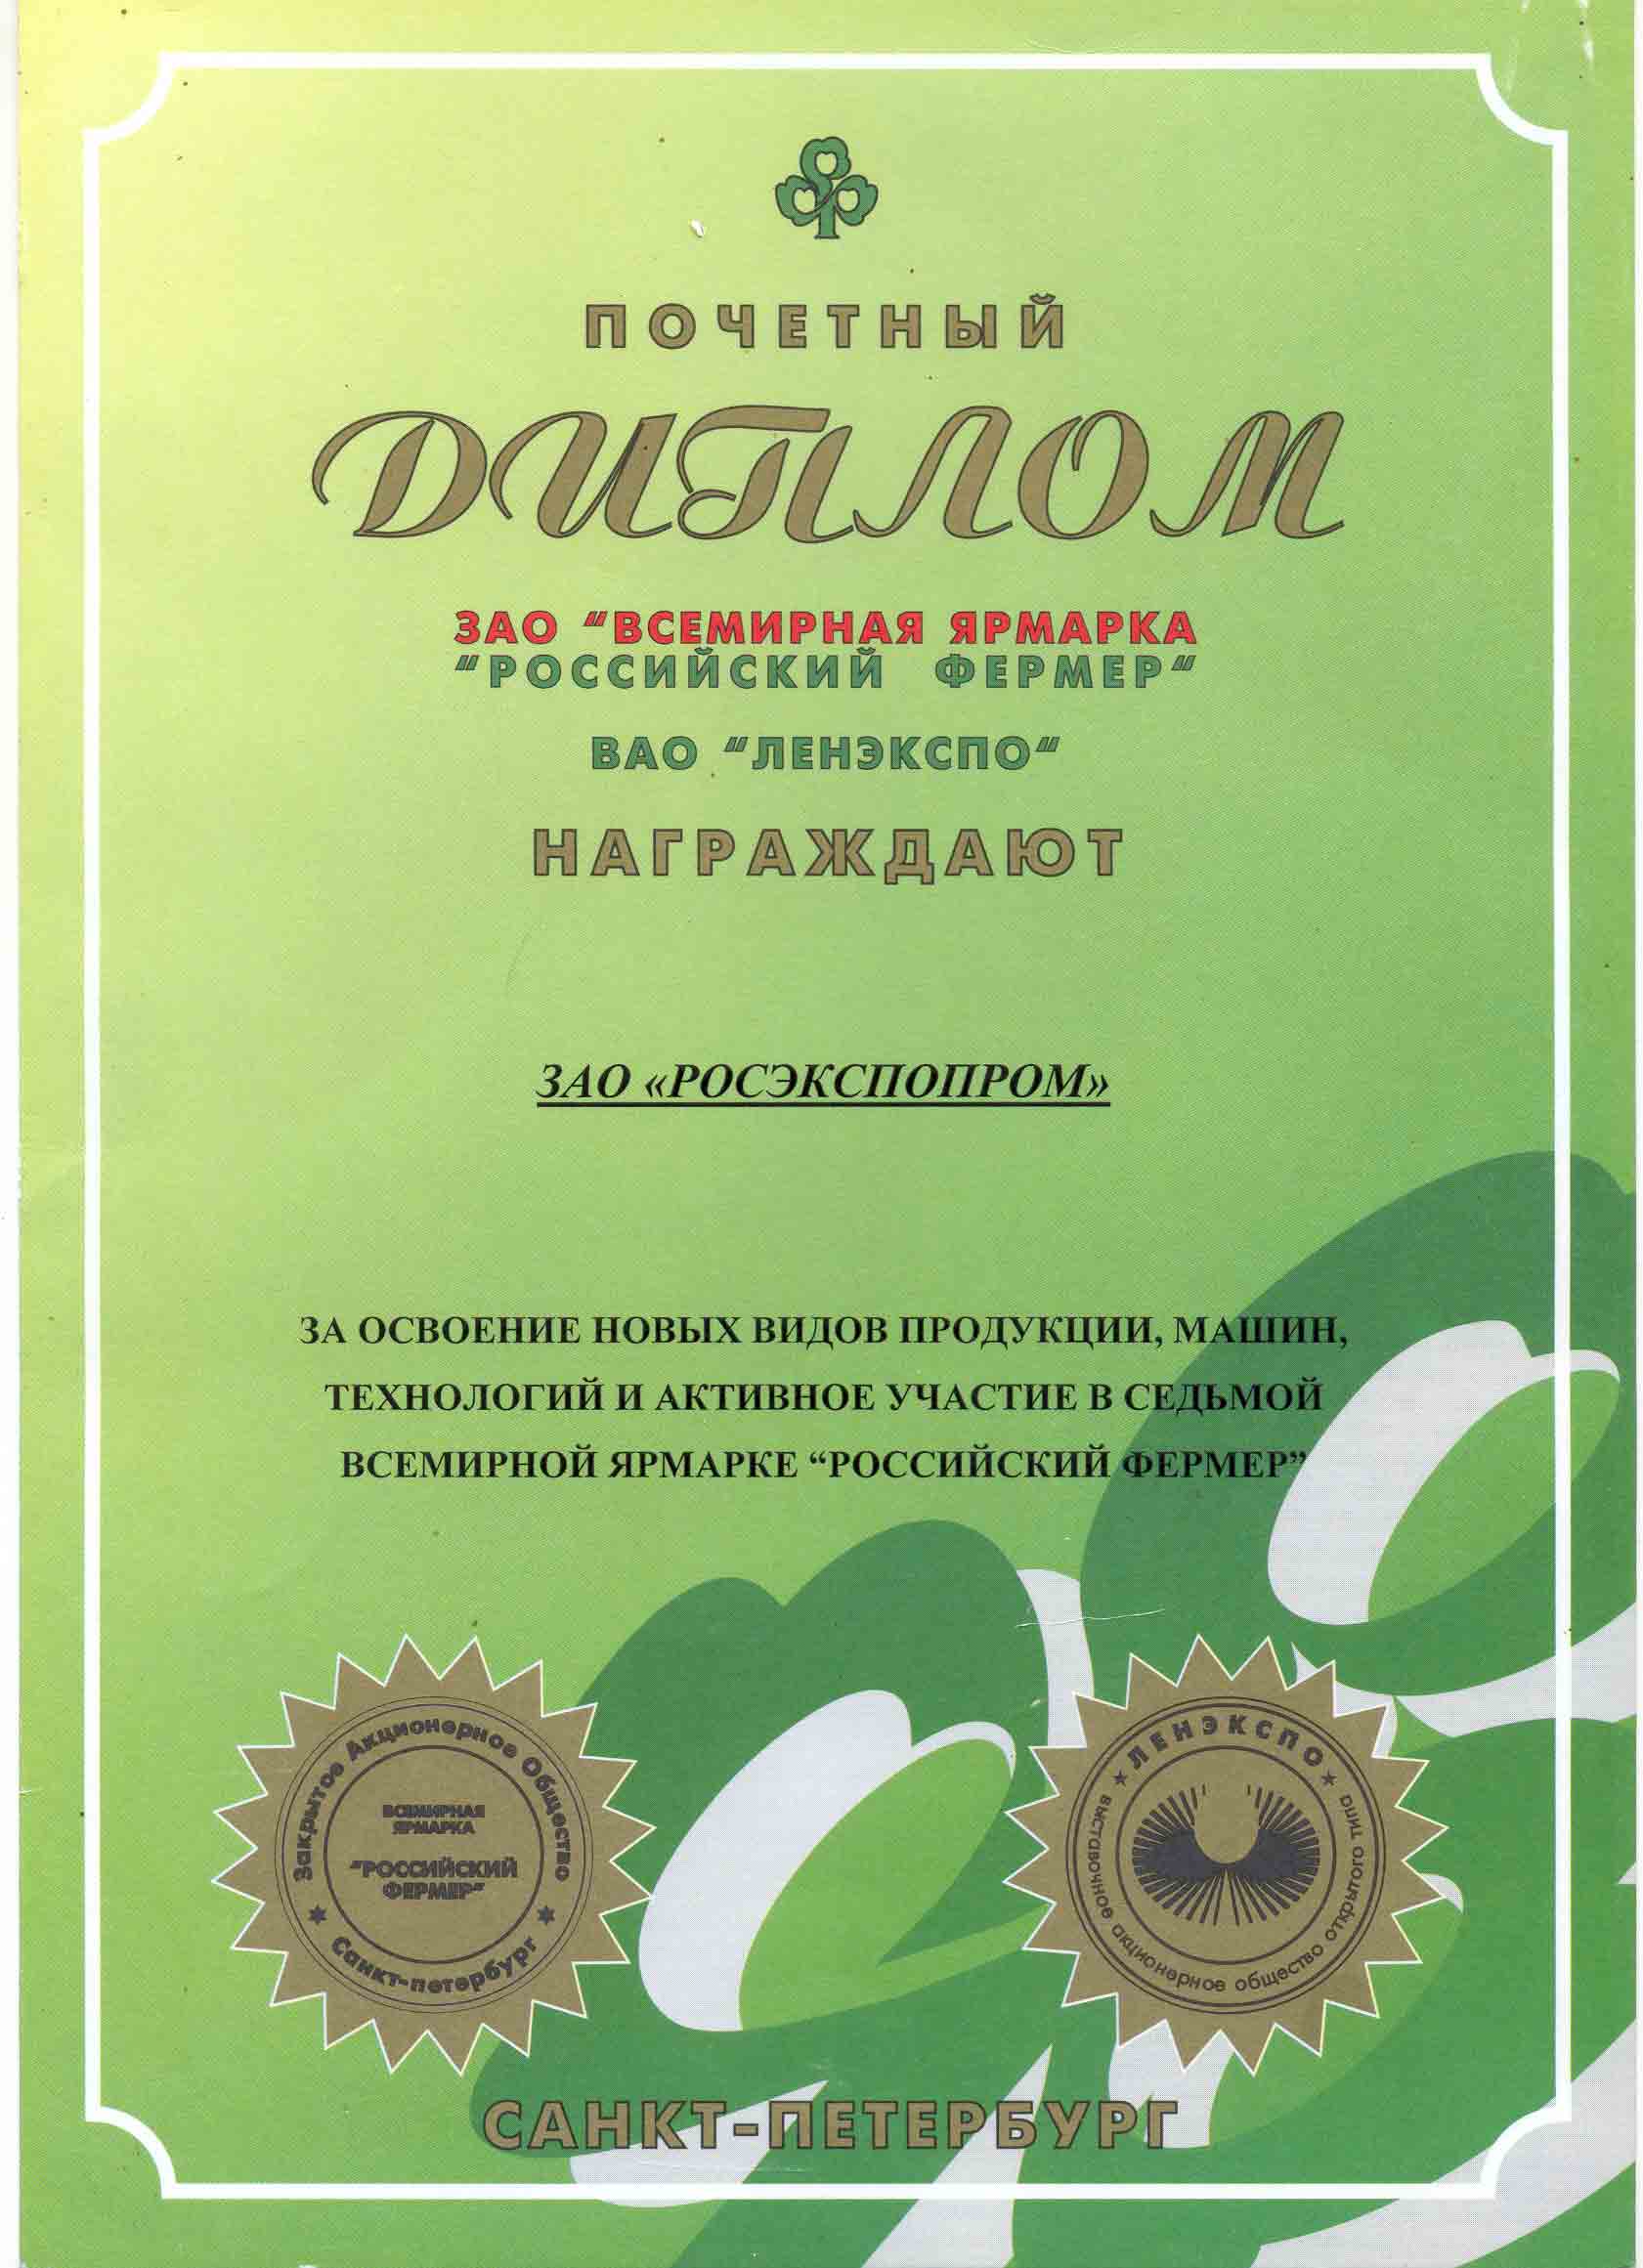 ПОЧЕТНЫЙ
ДИПЛОМ
ЗАО “ВСЕМИРНАЯ ЯРМАРКА
“РОССИЙСКИЙ ФЕРМЕР“
ВАО “ЛЕНЭКСПО“
НАГРАЖДАЮТ
ЗАО «РОСЭКСПОПРОМ»
ЗА ОСВОЕНИЕ НОВЫХ ВИДОВ ПРОДУКЦИИ, МАШИН,
ТЕХНОЛОГИЙ И АКТИВНОЕ УЧАСТИЕ В СЕДЬМОЙ
ВСЕМИРНОЙ ЯРМАРКЕ “РОССИЙСКИЙ ФЕРМЕР”
Закрытое Акционерное Общество
ВСЕМИРНАЯ
ЯРМАРКА
“РОССИЙСКИЙ
ФЕРМЕР“
Санкт-петербург
ЛЕНЭКСПО
выставочное акционерное общество открытого типа
САНКТ-ПЕТЕРБУРГ